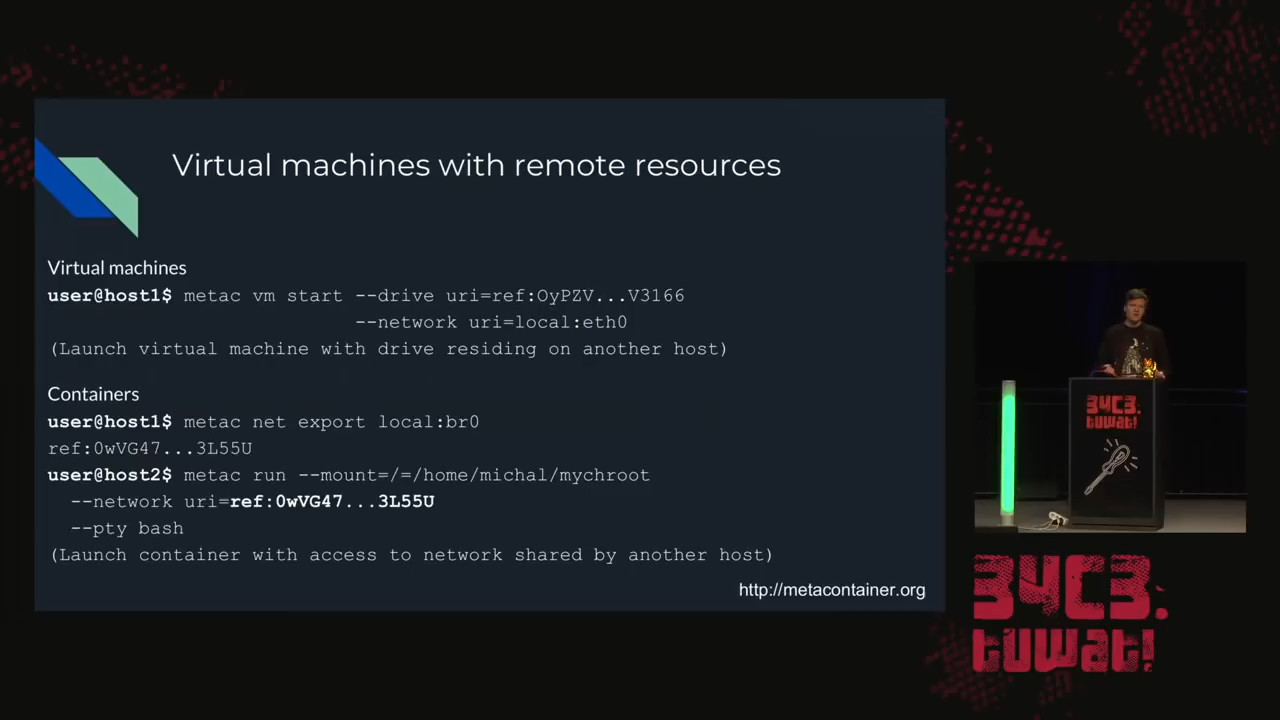 Virtual machines with remote resources
Virtual machines
user@host1$ metac vm start --drive uri=ref:OyPZV...V3166
--network uri=local:eth0
(Launch virtual machine with drive residing on another host)
Containers
user@host1$ metac net export local:br0
ref:0wVG47...3L55U
user@host2$ metac run --mount=/=/home/michal/mychroot
--network uri=ref:0wVG47...3L55U
--pty bash
(Launch container with access to network shared by another host)
http://metacontainer.org
34C3.
tuwat!
34C3.
tuwat!